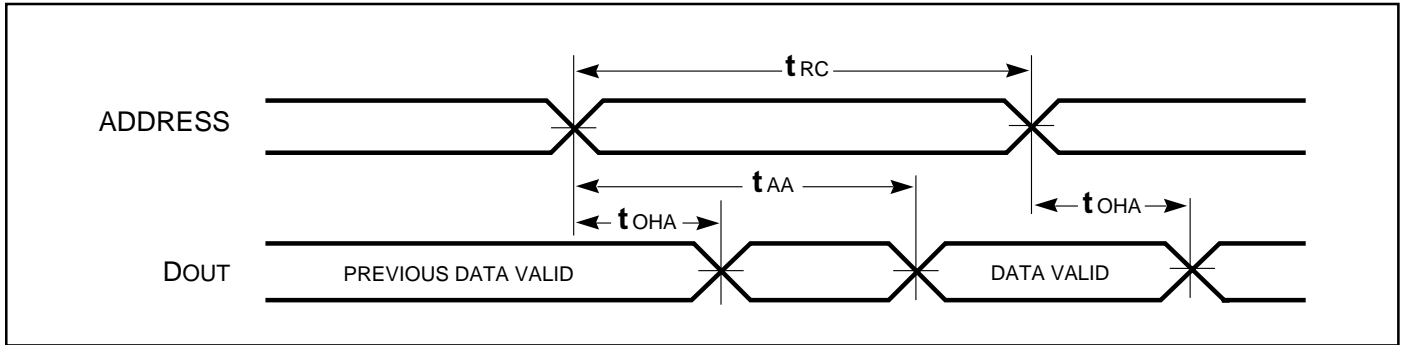 tRC
ADDRESS
tAA
tOHA
tOHA
DOUT
PREVIOUS DATA VALID
DATA VALID